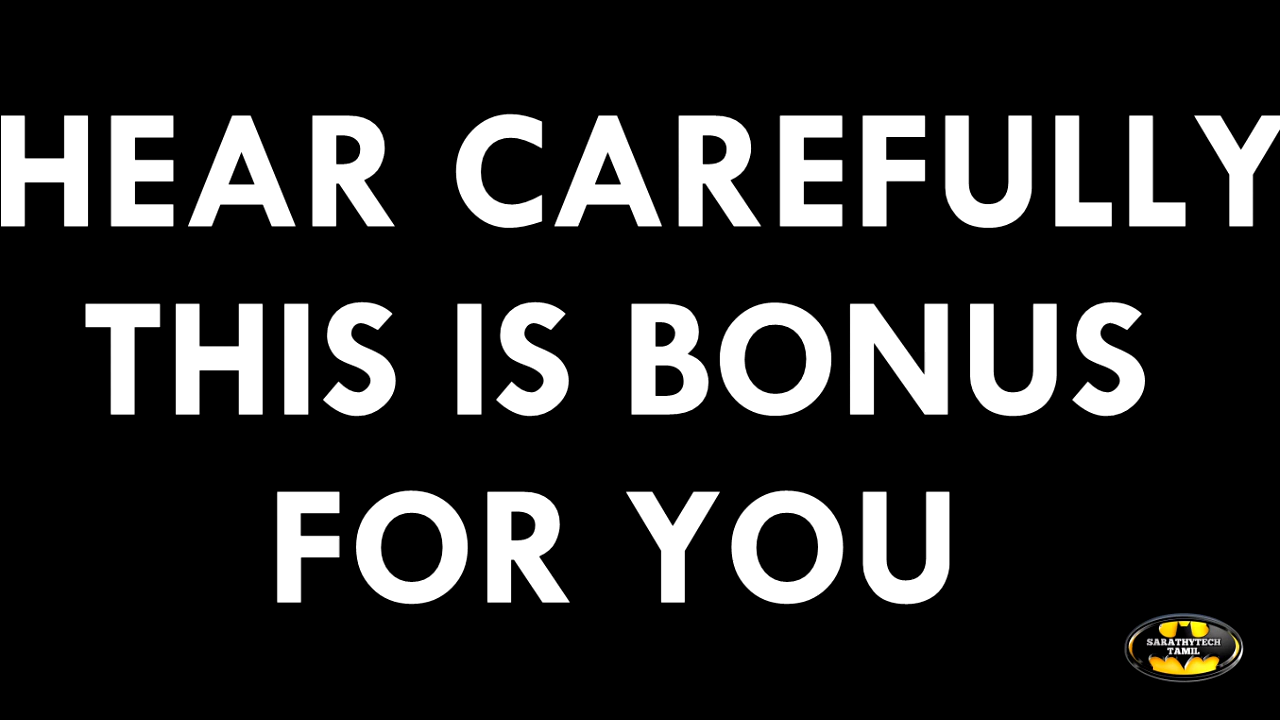 HEAR CAREFULLY
THIS IS BONUS
FOR YOU
SARATHYTECH
TAMIL